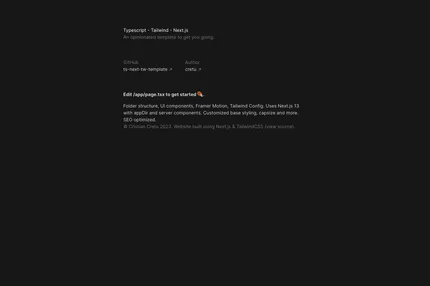 Typescript - Tailwind - Next.js
An opinionated template to get you going.
GitHub
Author
ts-next-tw-template ↗
cretu ↗
Edit /app/page.tsx to get started
Folder structure, UI components, Framer Motion, Tailwind Config. Uses Next.js 13
with appDir and server components. Customized base styling, capsize and more.
SEO-optimized.
© Cristian Crețu 2023. Website built using Next.js & TailwindCSS (view source)